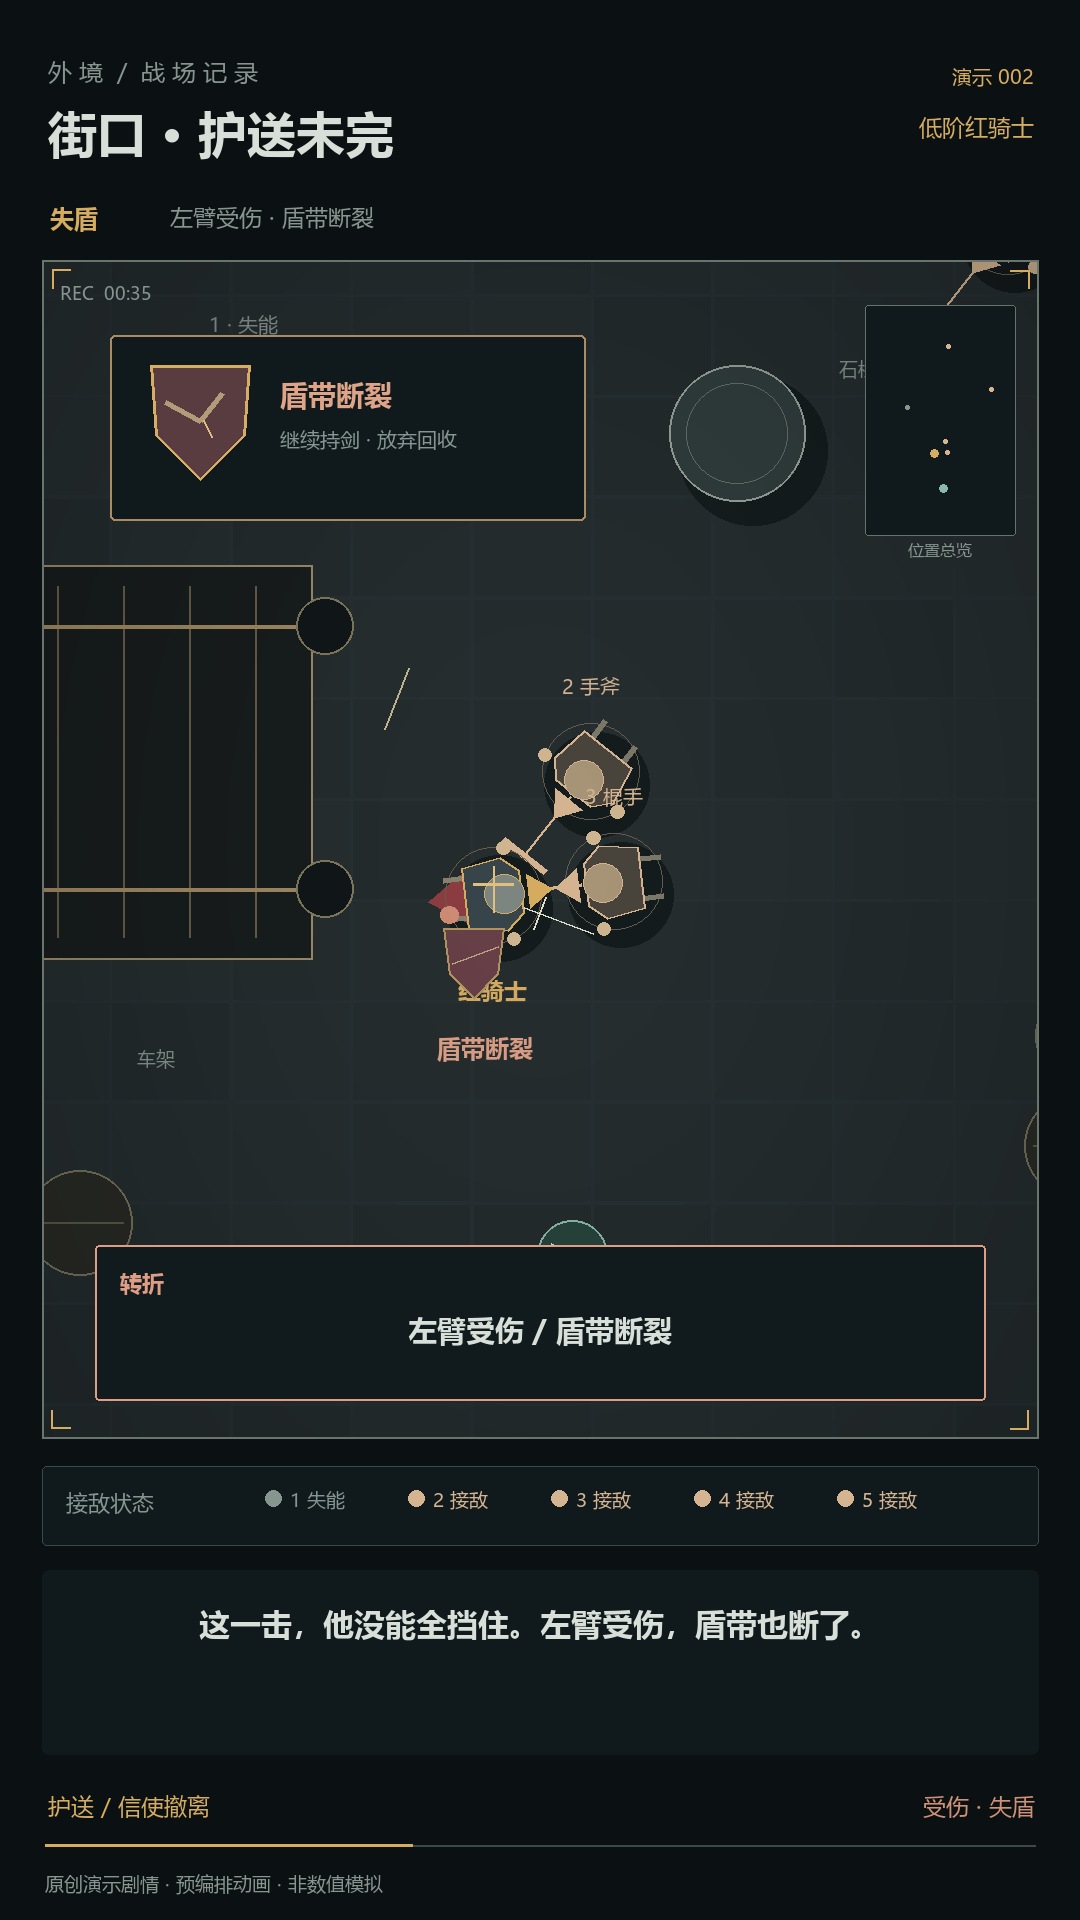 外境 / 战场记录
演示 002
街口·护送未完
低阶红骑士
失盾
左臂受伤 · 盾带断裂
REC 00:35
1 · 失能
盾带断裂
继续持剑 · 放弃回收
石
位置总览
2 手斧
3 棍手
红骑士
盾带断裂
车架
转折
左臂受伤 / 盾带断裂
接敌状态
1 失能
2 接敌
3 接敌
4 接敌
5 接敌
这一击，他没能全挡住。左臂受伤，盾带也断了。
护送 / 信使撤离
受伤 · 失盾
原创演示剧情 · 预编排动画 · 非数值模拟